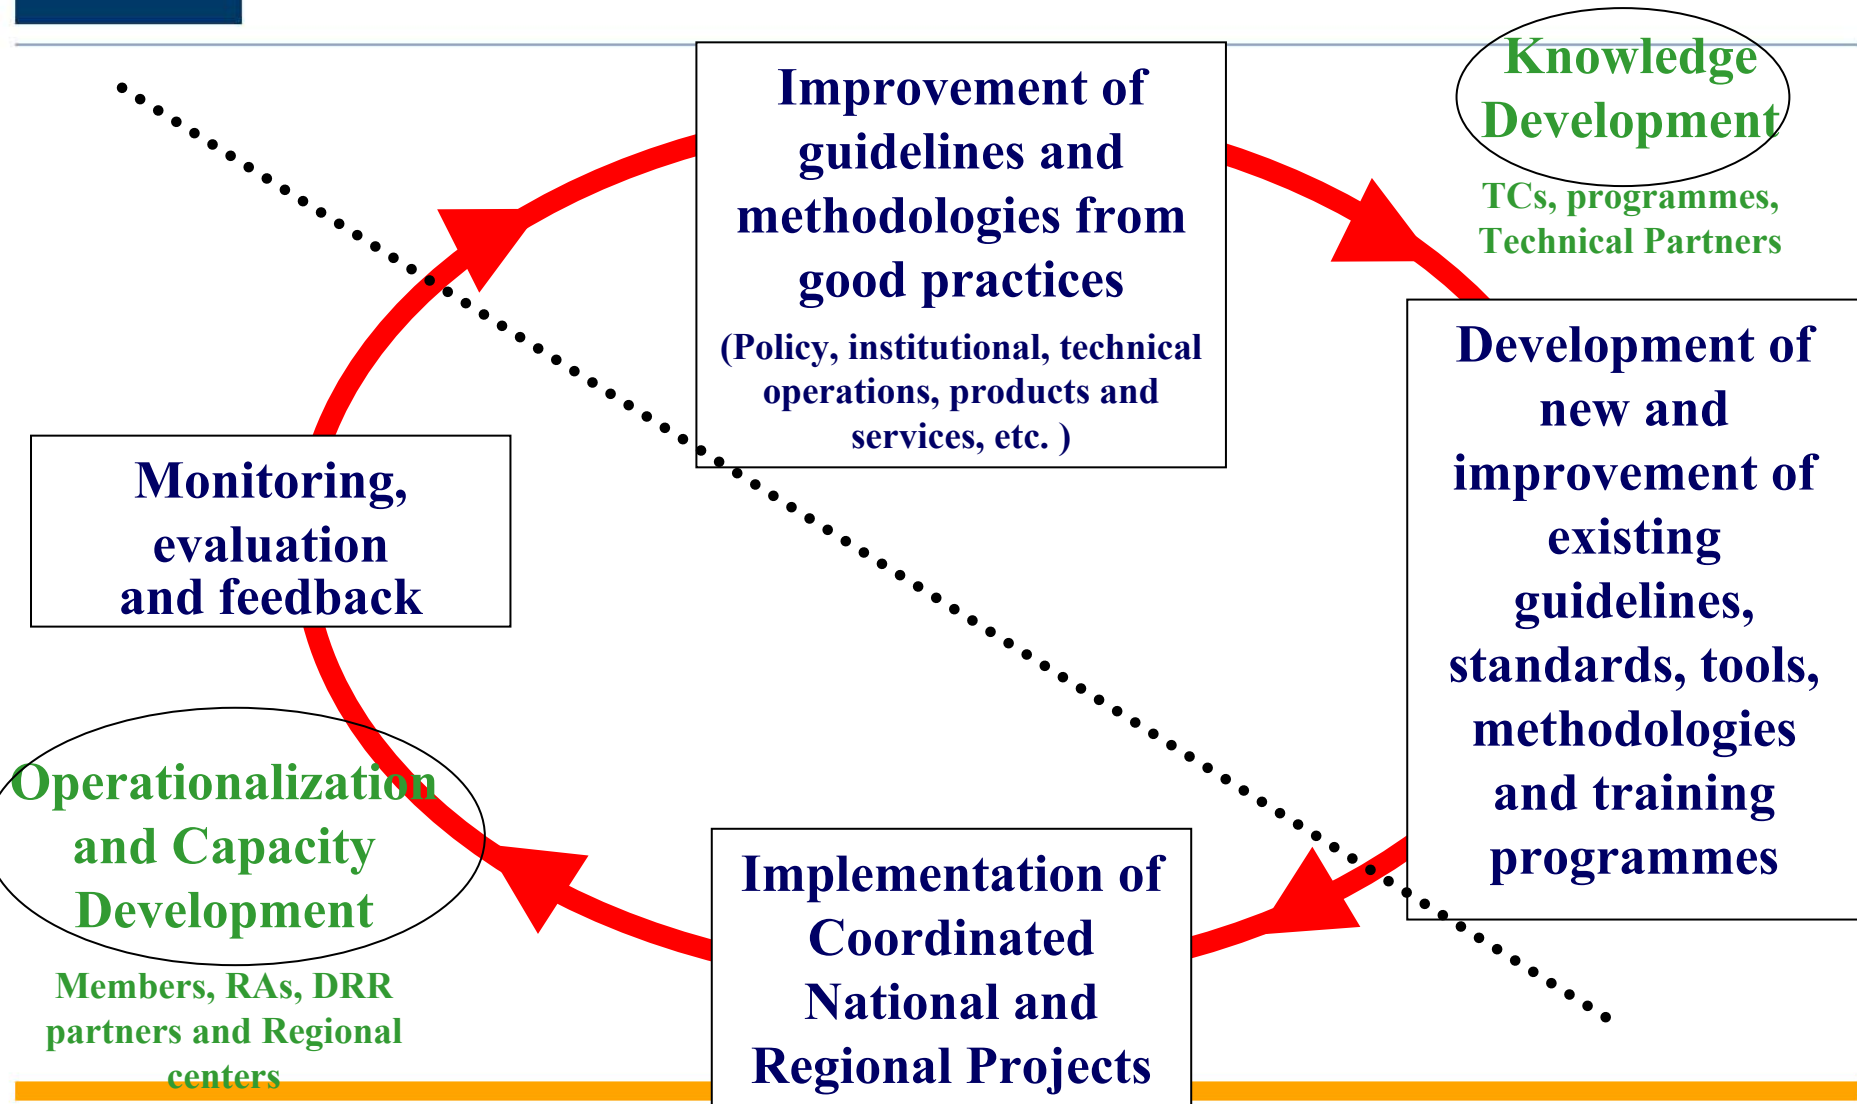 Improvement of
guidelines and
methodologies from
good practices
(Policy, institutional, technical
operations, products and
services, etc. )
Knowledge
Development
TCs, programmes,
Technical Partners
Development of
new and
improvement of
existing
guidelines,
standards, tools,
methodologies
and training
programmes
Monitoring,
evaluation
and feedback
Operationalization
and Capacity
Development
Members, RAs, DRR
partners and Regional
centers
Implementation of
Coordinated
National and
Regional Projects